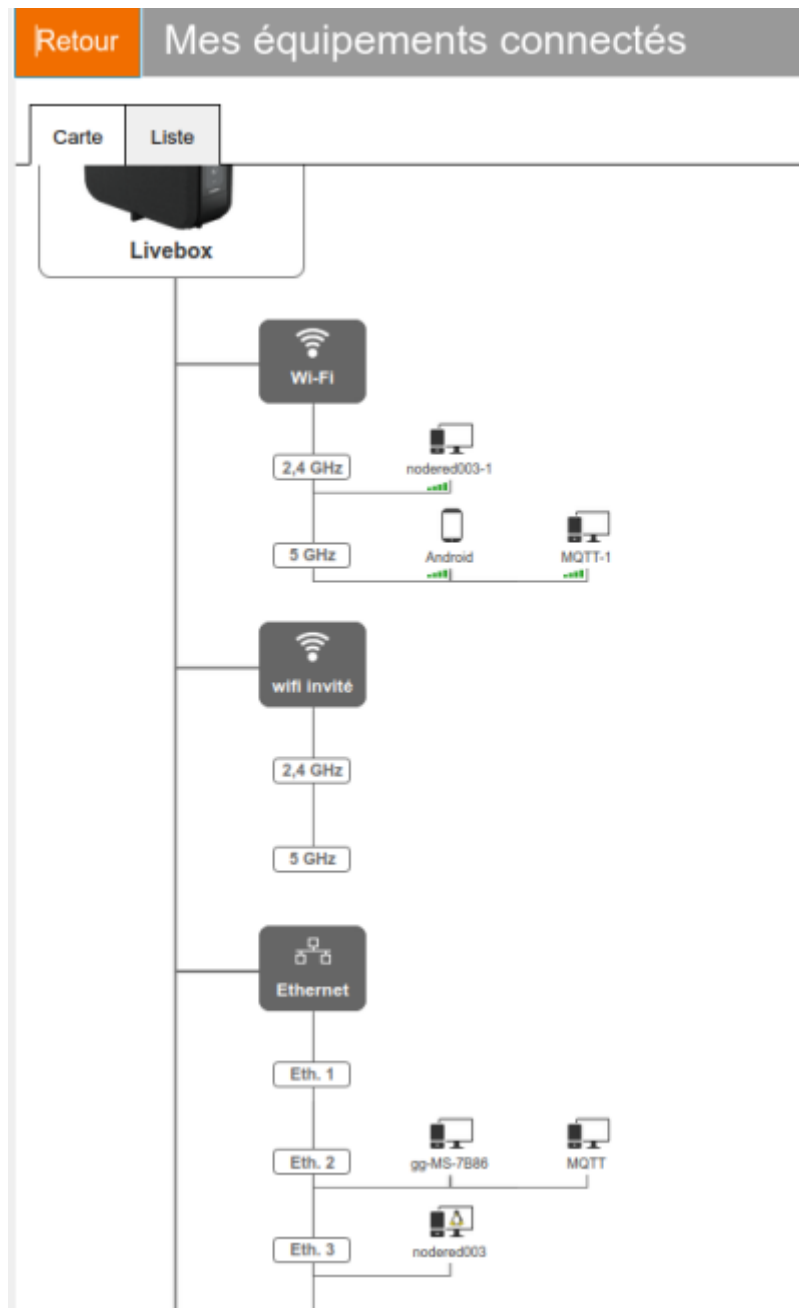 Retour
Mes équipements connectés
Carte
Liste
Livebox
Wi-Fi
2,4 GHz
nodered003-1
5 GHz
Android
MQTT-1
wifi invité
2,4 GHz
5 GHz
Ethernet
Eth. 1
Eth. 2
gg-MS-7B86
MQTT
Eth. 3
nodered003